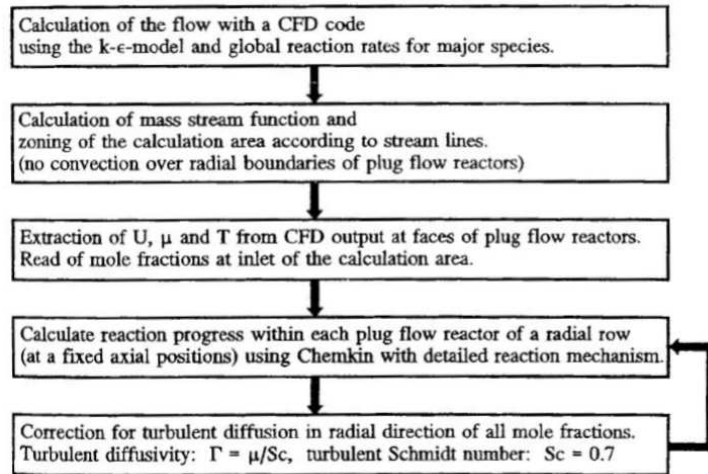 Calculation of the flow with a CFD code
using the k-ϵ-model and global reaction rates for major species.
Calculation of mass stream function and
zoning of the calculation area according to stream lines.
(no convection over radial boundaries of plug flow reactors)
Extraction of U, μ and T from CFD output at faces of plug flow reactors.
Read of mole fractions at inlet of the calculation area.
Calculate reaction progress within each plug flow reactor of a radial row
(at a fixed axial positions) using Chemkin with detailed reaction mechanism.
Correction for turbulent diffusion in radial direction of all mole fractions.
Turbulent diffusivity: Γ = μ/Sc, turbulent Schmidt number: Sc = 0.7